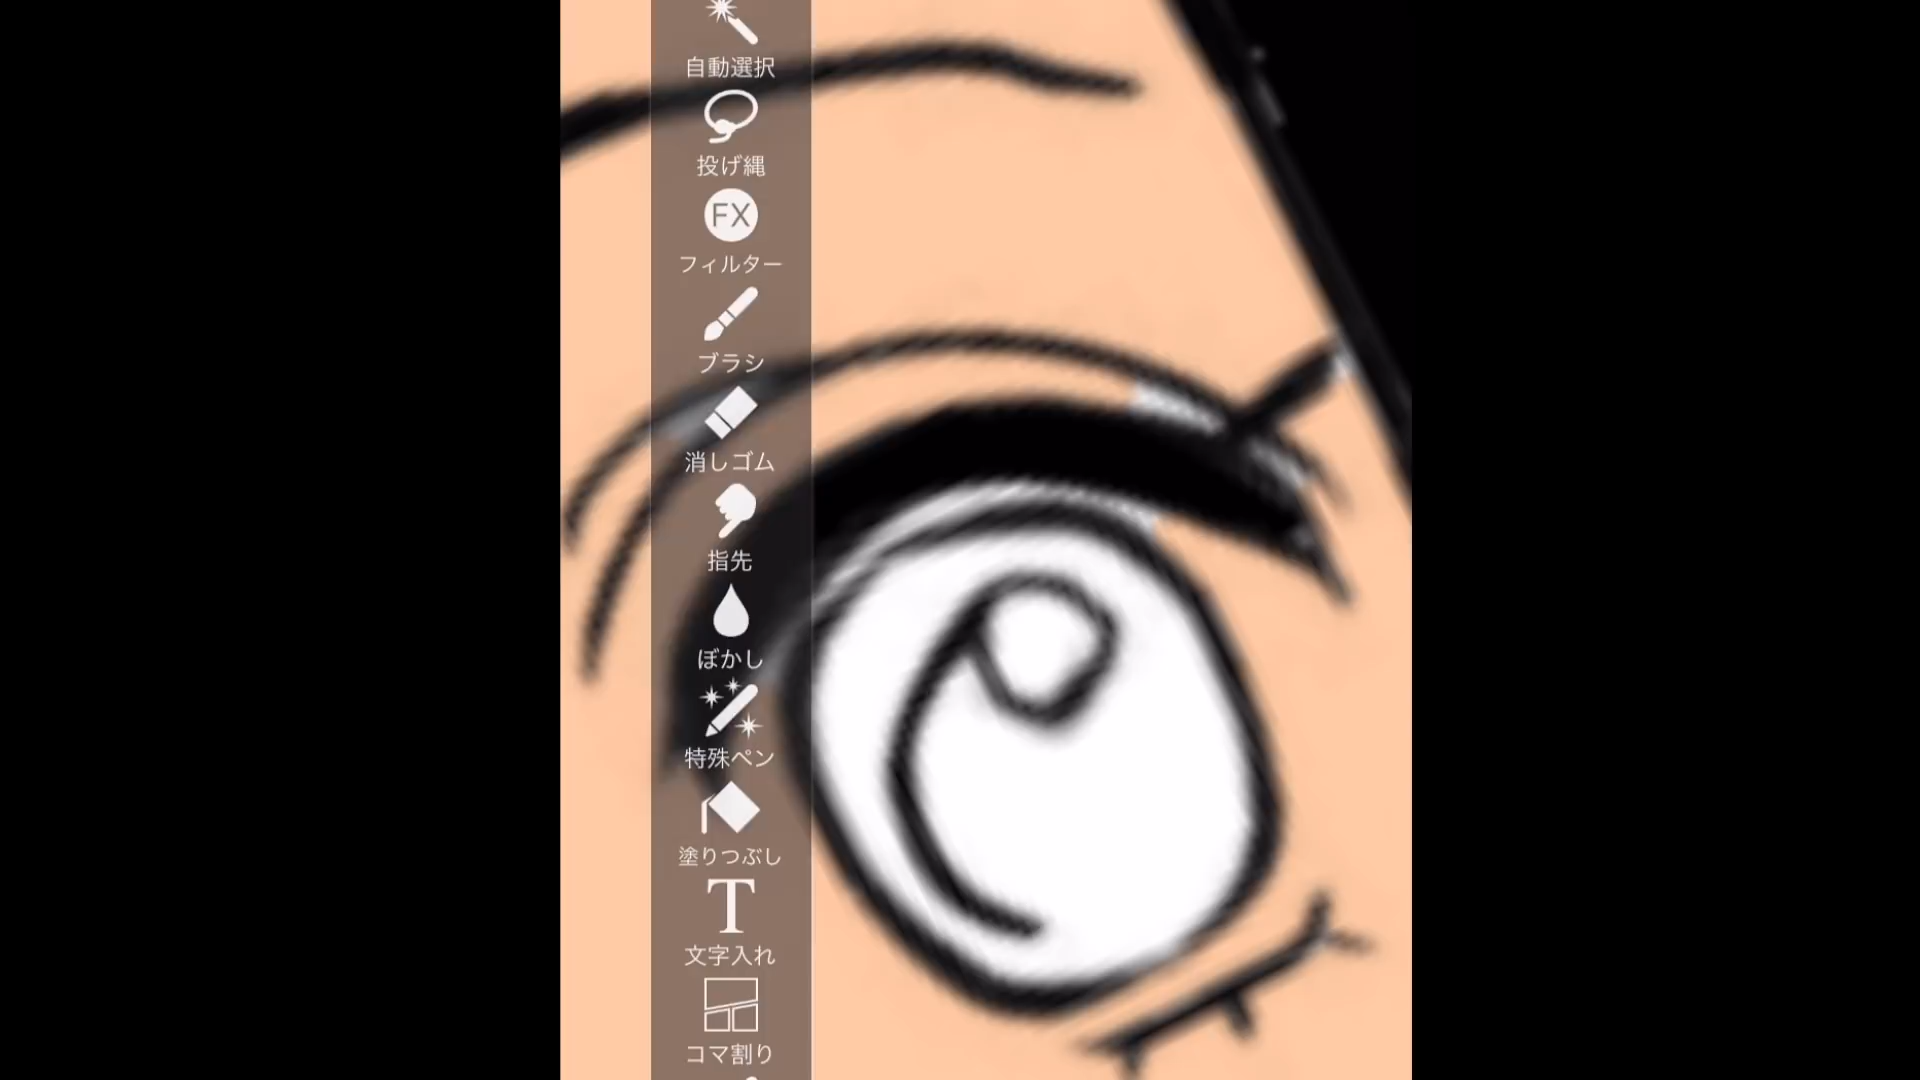 自動選択
投げ縄
FX
フィルター
ブラシ
消しゴム
指先
ぼかし
特殊ペン
塗りつぶし
T
文字入れ
コマ割り